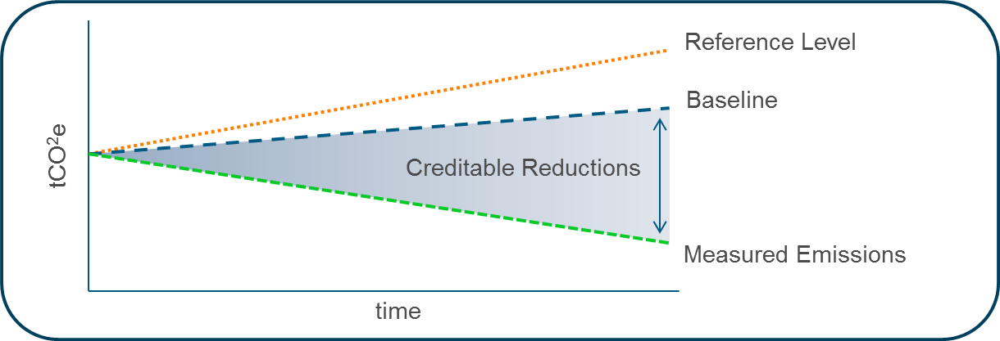 Reference Level
Baseline
tCO²e
Creditable Reductions
Measured Emissions
time